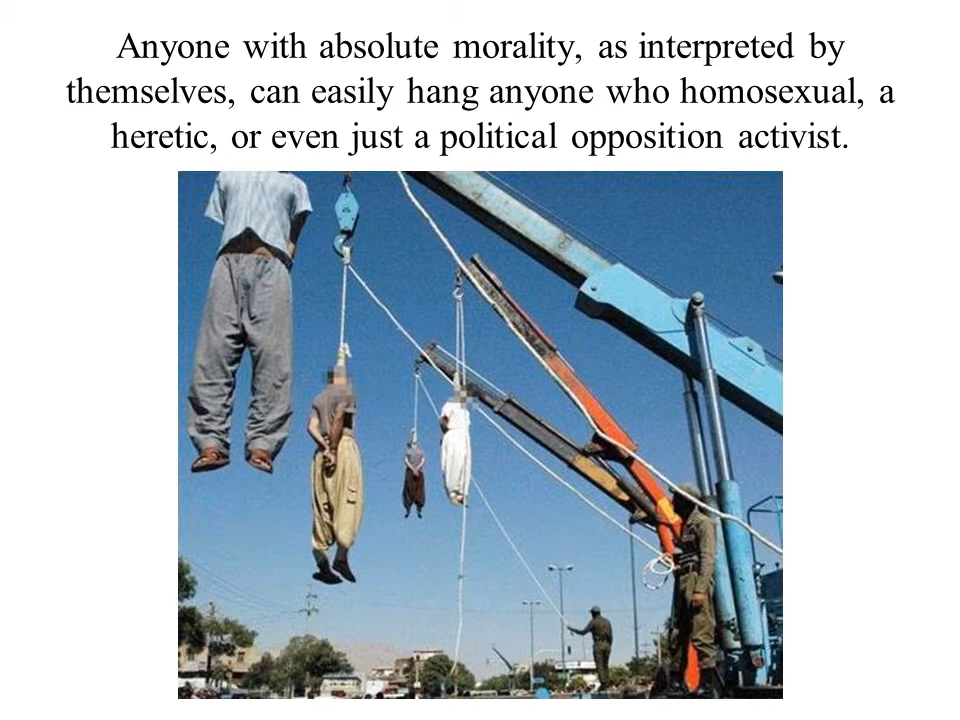 Anyone with absolute morality, as interpreted by
themselves, can easily hang anyone who homosexual, a
heretic, or even just a political opposition activist.